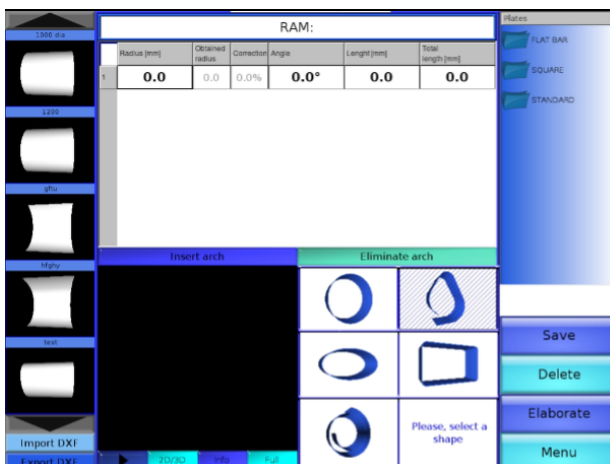 Plates
RAM:
1000 dia
FLAT BAR
Radius [mm]
Obtained
radius
Correction
Angle
Lenght [mm]
Total
length [mm]
1
0.0
0.0
0.0%
0.0°
0.0
0.0
SQUARE
STANDARD
1200
gftu
hfghy
test
Insert arch
Eliminate arch
Please, select a
shape
Save
Delete
Elaborate
Menu
Import DXF
Export DXF
2D/3D
Info
Full